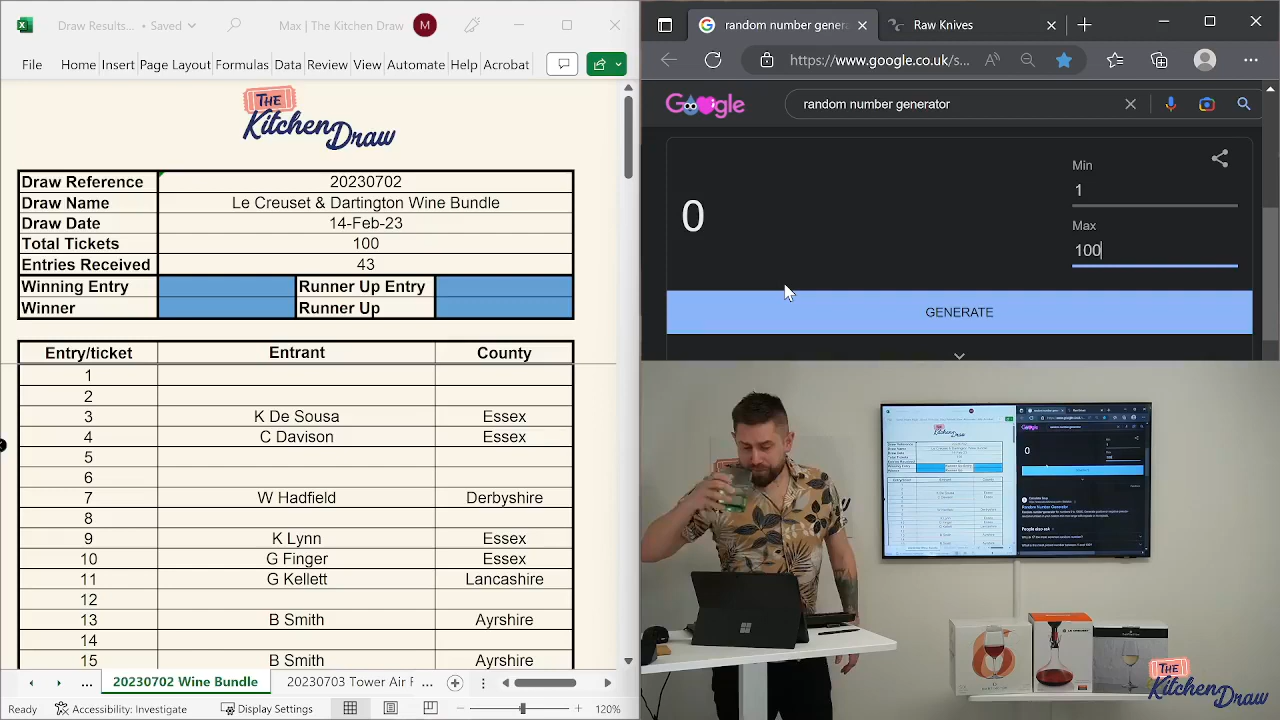 Draw Results... • Saved
Max | The Kitchen Draw
M
File Home Insert Page Layout Formulas Data Review View Automate Help Acrobat
THE
Kitchen Draw
Draw Reference 20230702
Draw Name Le Creuset & Dartington Wine Bundle
Draw Date 14-Feb-23
Total Tickets 100
Entries Received 43
Winning Entry Runner Up Entry
Winner Runner Up
Entry/ticket Entrant County
1
2
3 K De Sousa Essex
4 C Davison Essex
5
6
7 W Hadfield Derbyshire
8
9 K Lynn Essex
10 G Finger Essex
11 G Kellett Lancashire
12
13 B Smith Ayrshire
14
15 B Smith Ayrshire
... 20230702 Wine Bundle 20230703 Tower Air F ...
Ready Accessibility: Investigate Display Settings 120%
random number genera
Raw Knives
https://www.google.co.uk/s...
Google
random number generator
0
Min
1
Max
100
GENERATE
Random Number Generator
People also ask
THE
Kitchen Draw